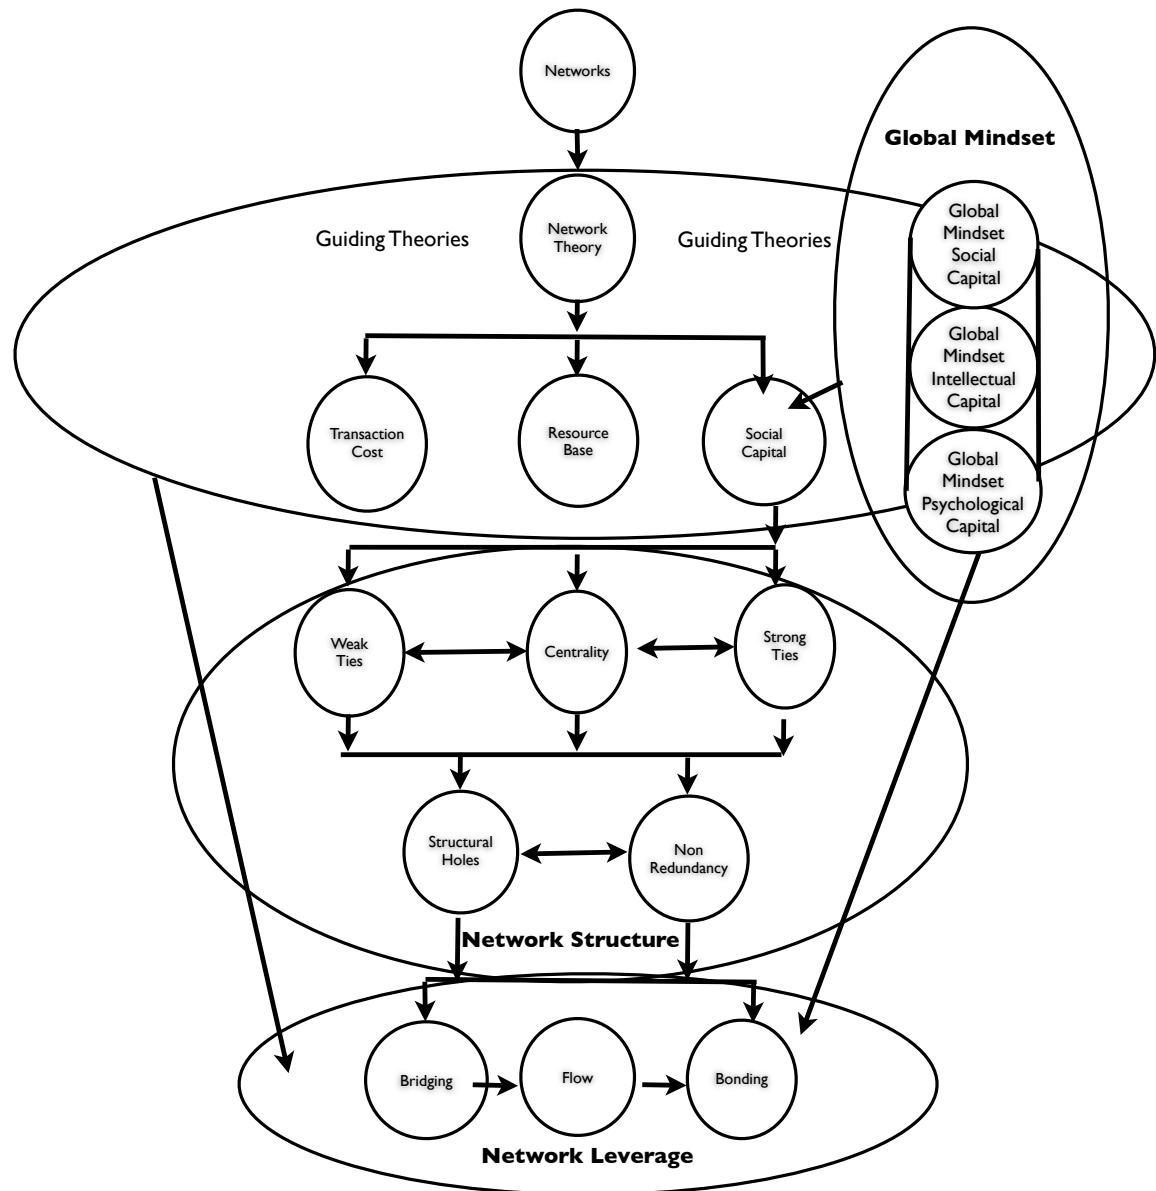 Networks
Global Mindset
Guiding Theories
Network
Theory
Guiding Theories
Global
Mindset
Social
Capital
Global
Mindset
Intellectual
Capital
Transaction
Cost
Resource
Base
Social
Capital
Global
Mindset
Psychological
Capital
Weak
Ties
Centrality
Strong
Ties
Structural
Holes
Non
Redundancy
Network Structure
Bridging
Flow
Bonding
Network Leverage